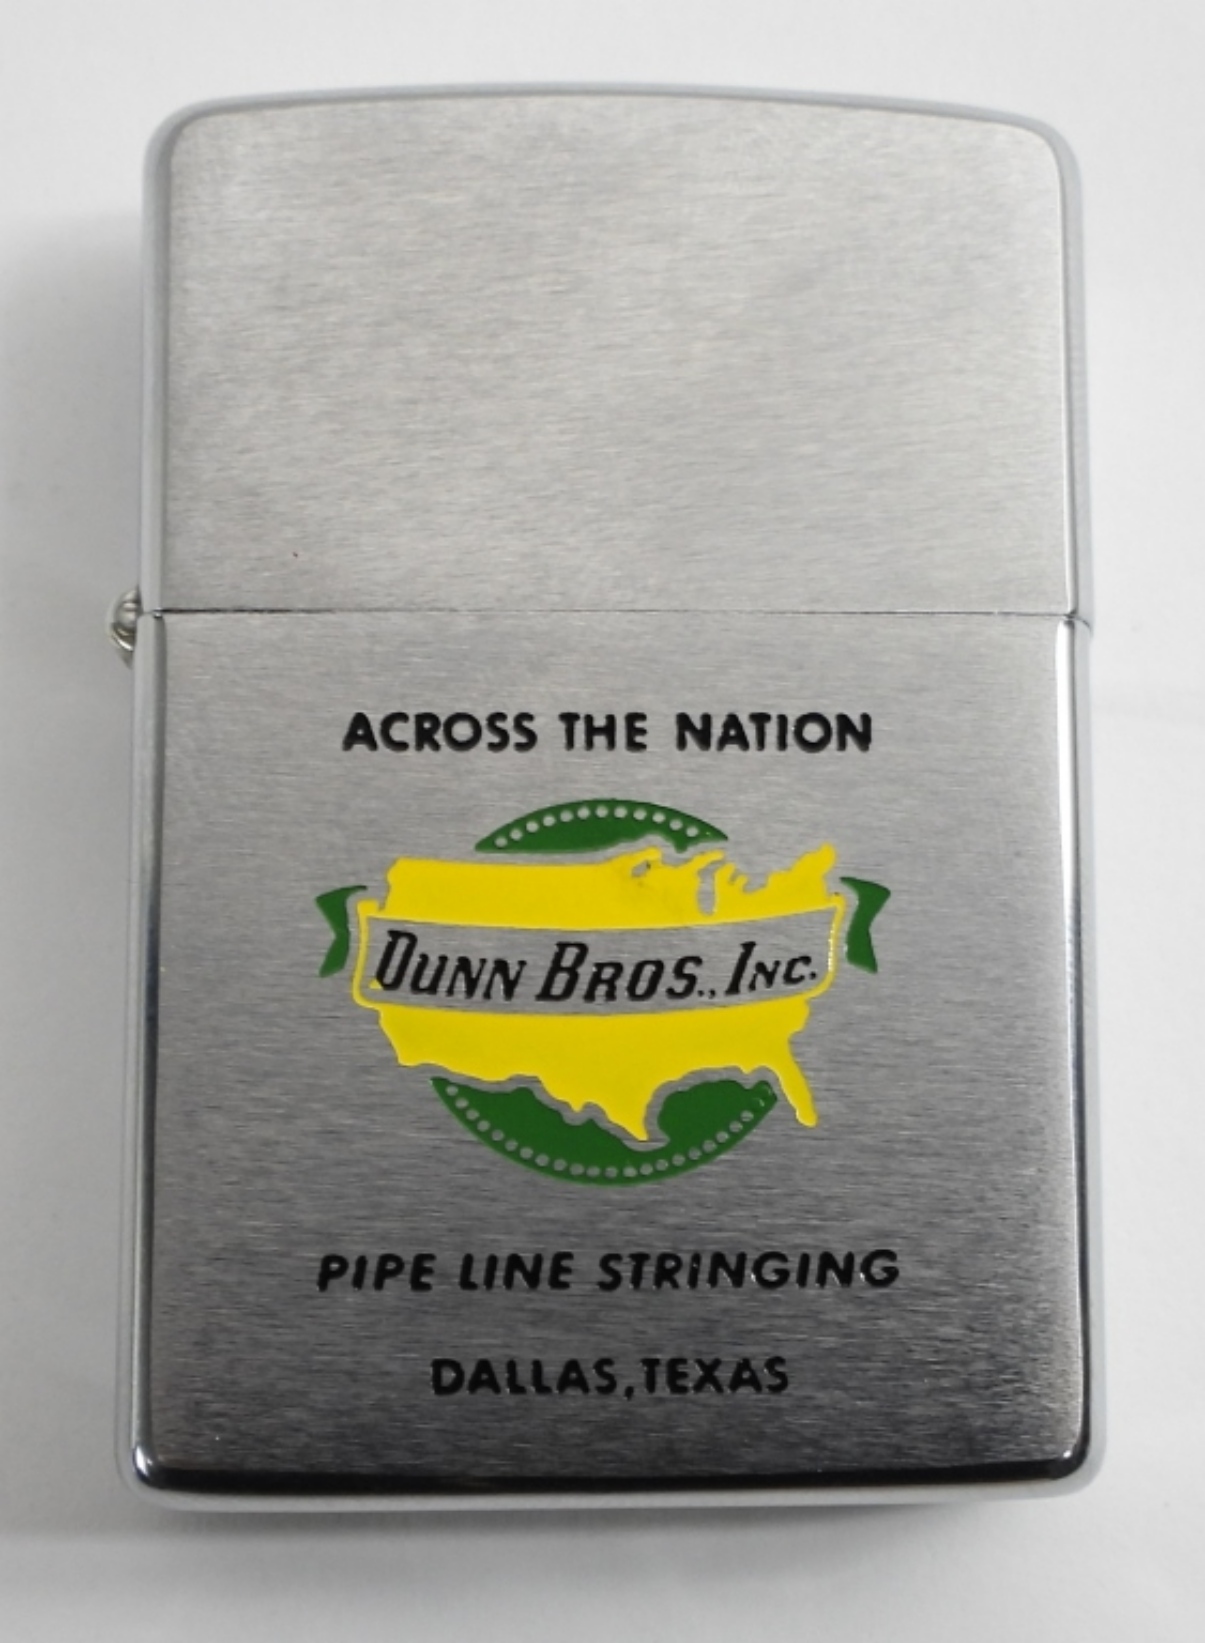 ACROSS THE NATION
DUNN BROS., INC.
PIPE LINE STRINGING
DALLAS, TEXAS